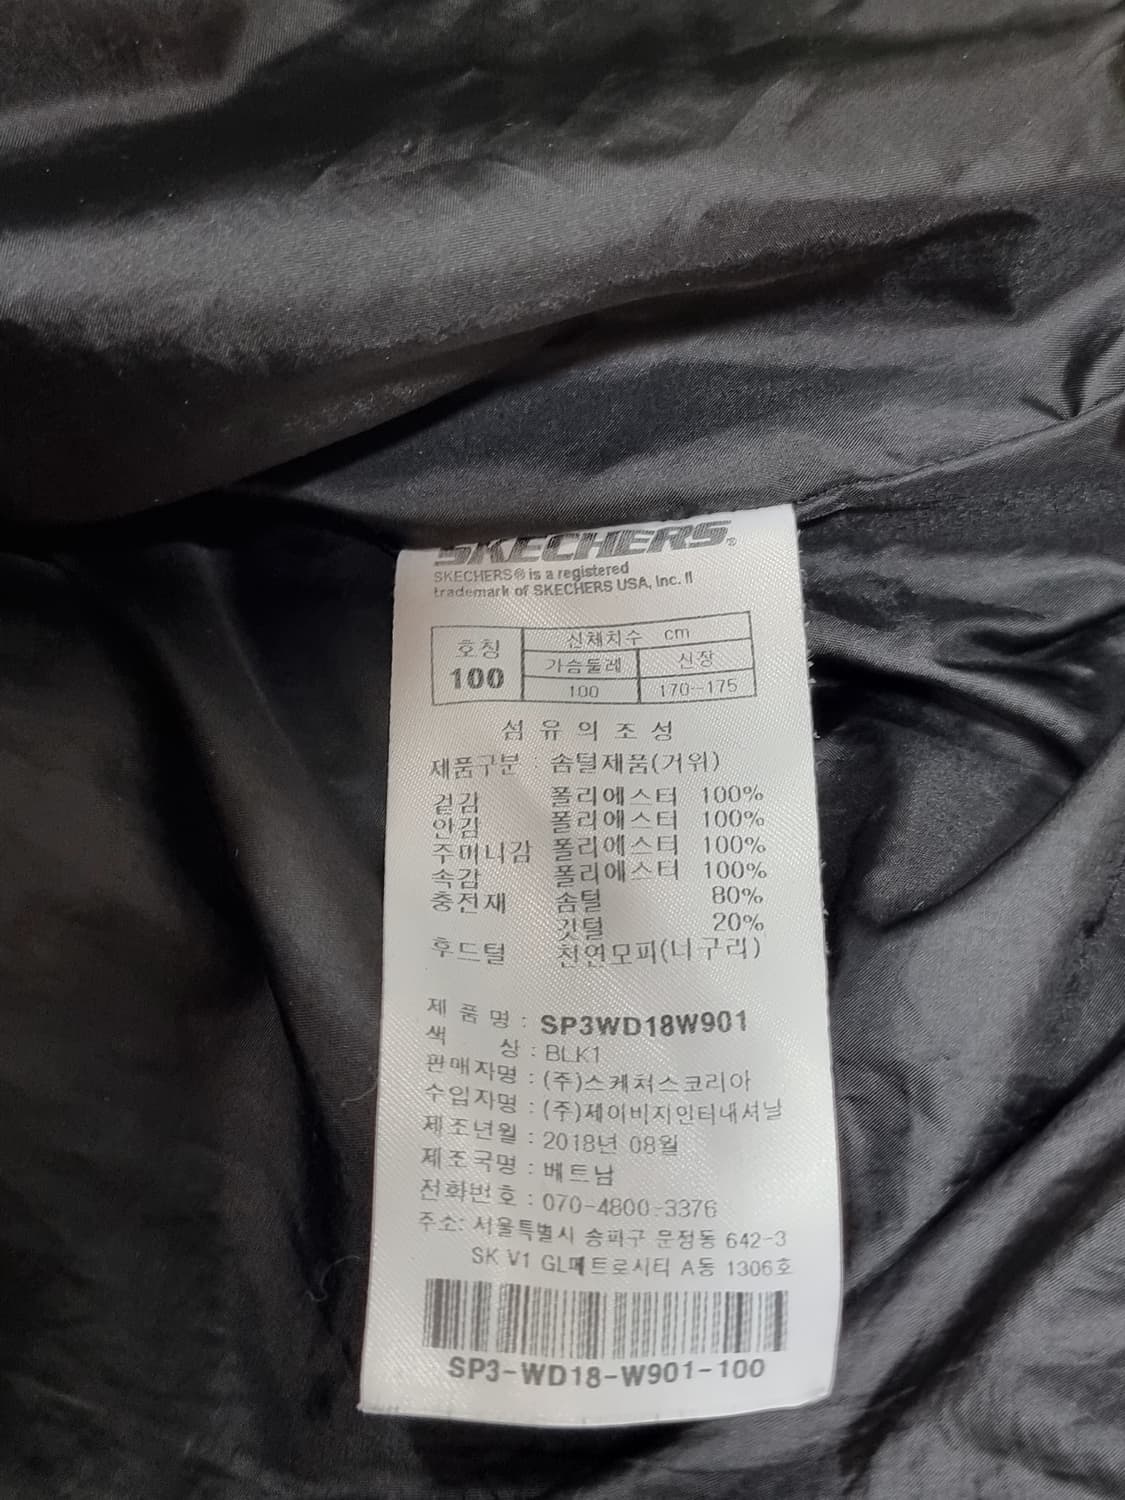 SKECHERS®
SKECHERS® is a registered
trademark of SKECHERS USA, Inc. II
호칭 신체치수 cm
100 가슴둘레 신장
100 170~175
섬유의조성
제품구분 : 솜털제품(거위)
겉감 폴리에스터 100%
안감 폴리에스터 100%
주머니감 폴리에스터 100%
속감 폴리에스터 100%
충전재 솜털 80%
깃털 20%
후드털 천연모피(너구리)
제품명 : SP3WD18W901
색상 : BLK1
판매자명 : (주)스케쳐스코리아
수입자명 : (주)제이비지인터내셔날
제조년월 : 2018년 08월
제조국명 : 베트남
전화번호 : 070-4800-3376
주소: 서울특별시 송파구 문정동 642-3
SK V1 GL메트로시티 A동 1306호
SP3-WD18-W901-100